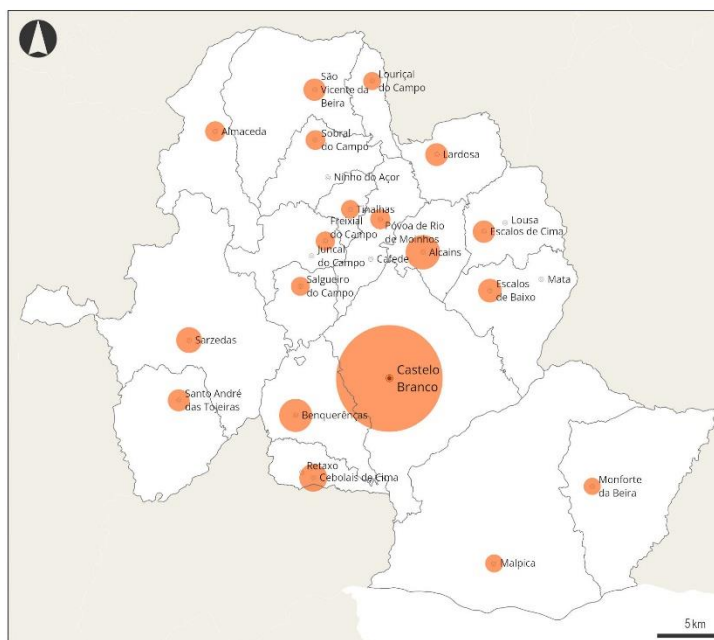 São
Vicente da
Beira
Louriçal
do Campo
Almaceda
Sobral
do Campo
Lardosa
Ninho do Açor
Tinalhas
Freixial
do Campo
Póvoa de Rio
de Moinhos
Lousa
Escalos de Cima
Juncal
do Campo
Cafede
Alcains
Salgueiro
do Campo
Escalos
de Baixo
Mata
Sarzedas
Castelo
Branco
Santo André
das Tojeiras
Benquerenças
Retaxo
Cebolais de Cima
Monforte
da Beira
Malpica
5 km